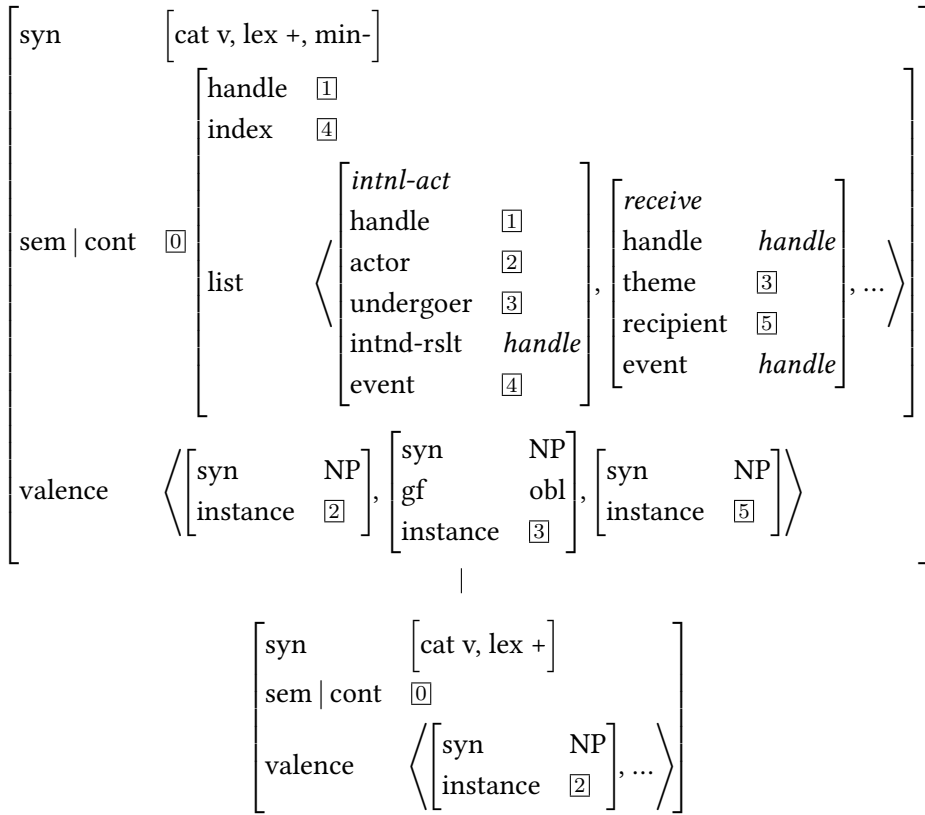 syn [cat v, lex +, min-]
handle 1
index 4
sem | cont 0
list
⟨
intnl-act
handle 1
actor 2
undergoer 3
intnd-rslt handle
event 4
,
receive
handle handle
theme 3
recipient 5
event handle
, ... ⟩
valence
⟨
syn NP
instance 2
,
syn NP
gf obl
instance 3
,
syn NP
instance 5
⟩
syn [cat v, lex +]
sem | cont 0
valence
⟨
syn NP
instance 2
, ... ⟩